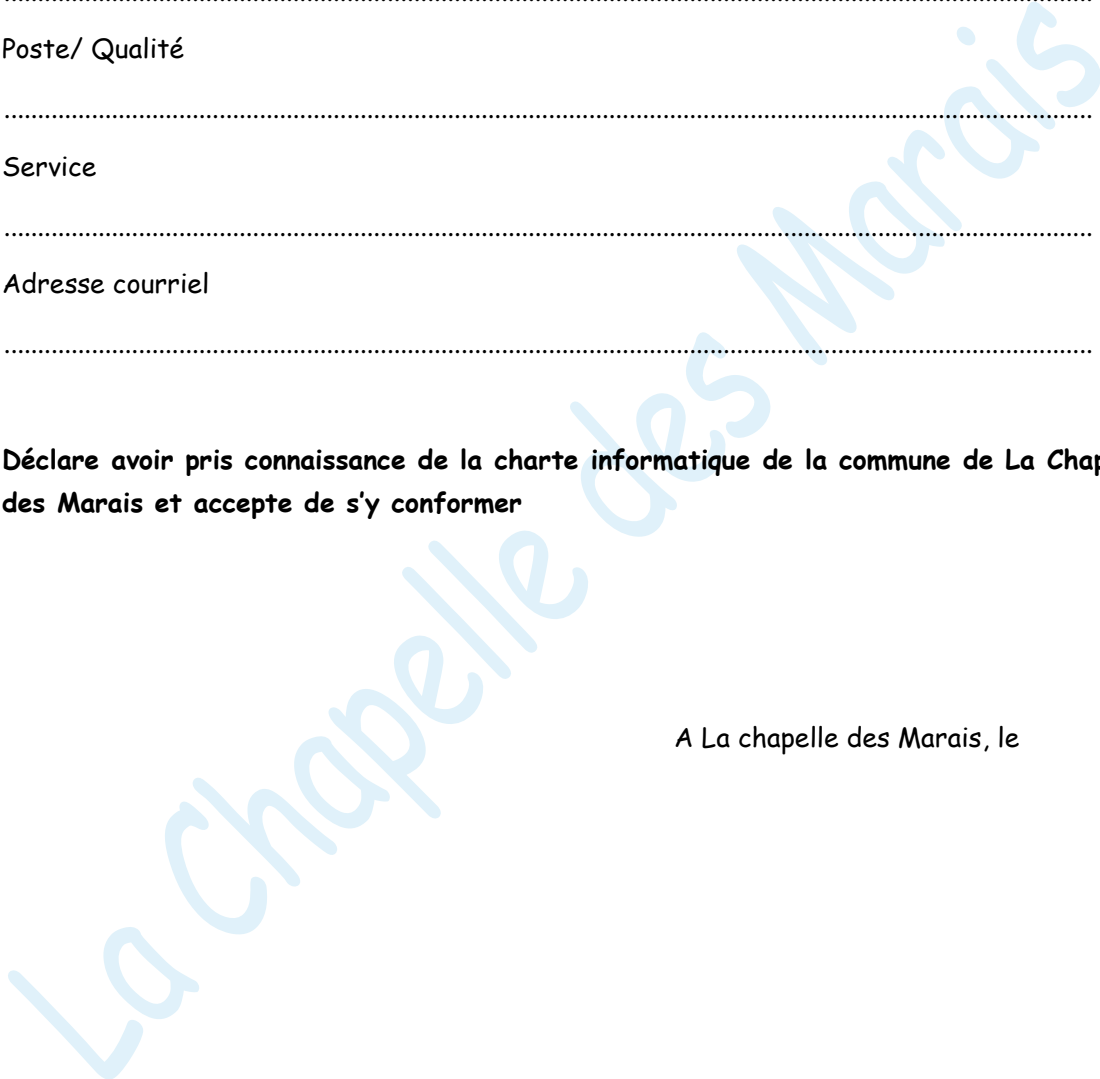 Poste/ Qualité
Service
Adresse courriel
Déclare avoir pris connaissance de la charte informatique de la commune de La Chap
des Marais et accepte de s'y conformer
A La chapelle des Marais, le
La Chapelle des Marais